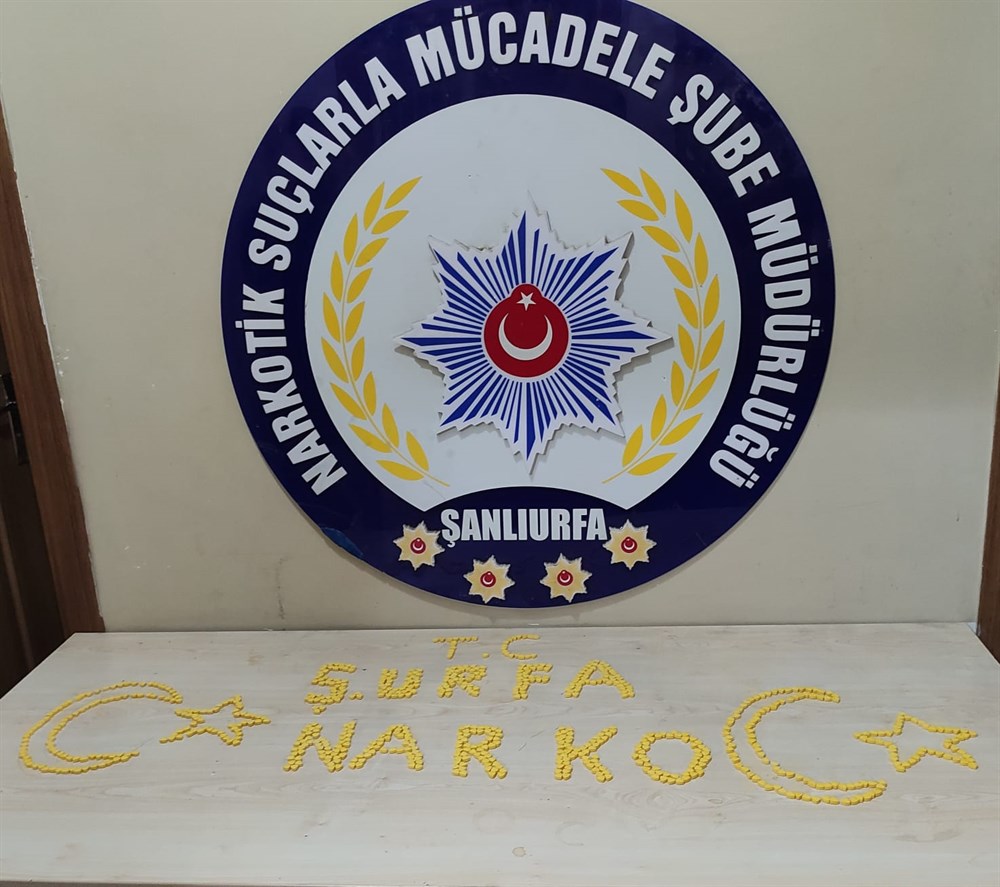 NARKOTİK SUÇLARLA MÜCADELE ŞUBE MÜDÜRLÜĞÜ
ŞANLIURFA
T.C
Ş.URFA
NARKO